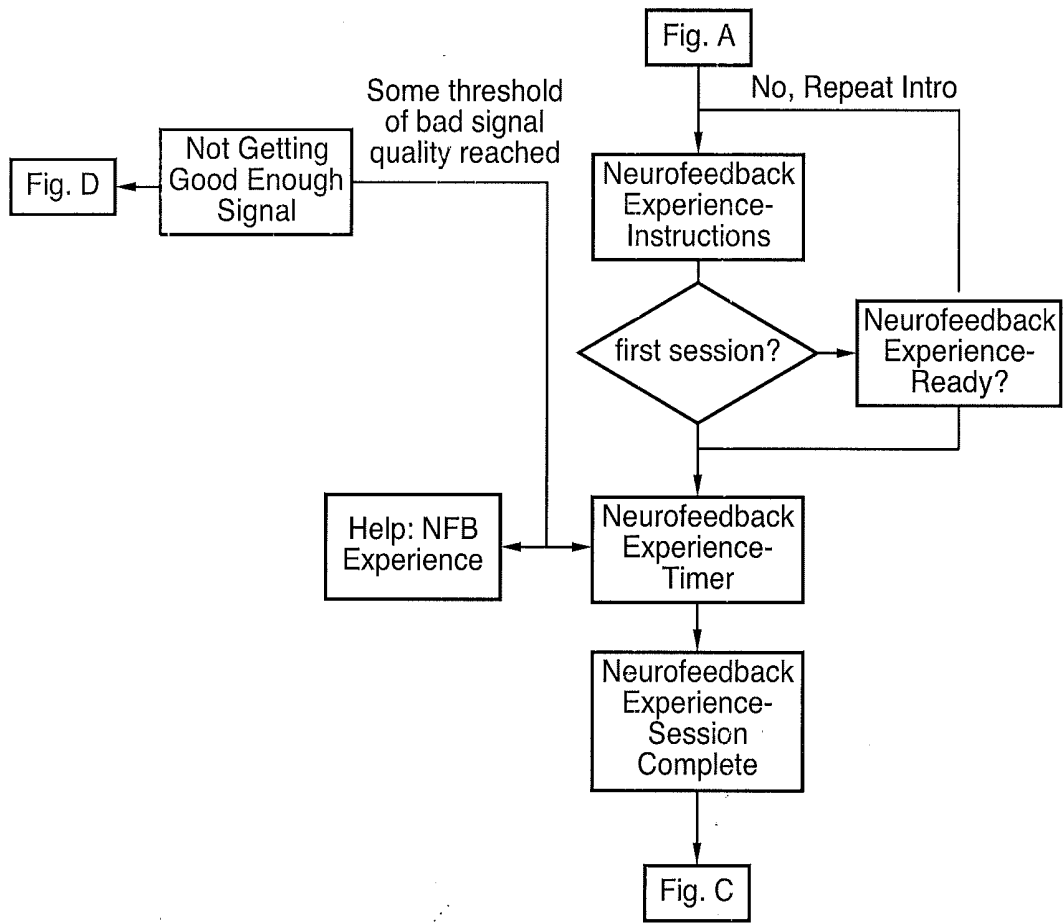 Fig. A
No, Repeat Intro
Some threshold
of bad signal
quality reached
Not Getting
Good Enough
Signal
Fig. D
Neurofeedback
Experience-
Instructions
first session?
Neurofeedback
Experience-
Ready?
Help: NFB
Experience
Neurofeedback
Experience-
Timer
Neurofeedback
Experience-
Session
Complete
Fig. C